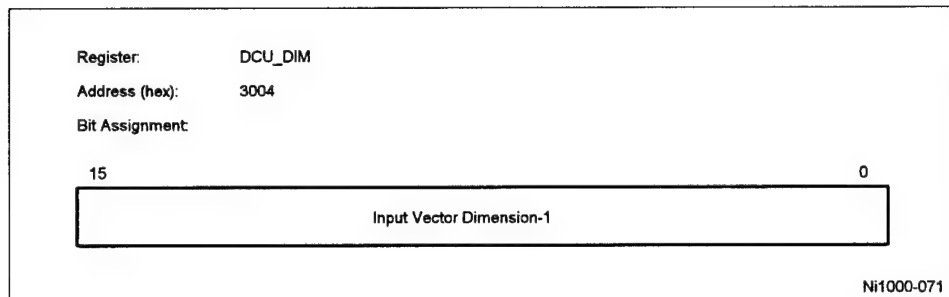 Register: DCU_DIM
Address (hex): 3004
Bit Assignment:
15 0
Input Vector Dimension-1
Ni1000-071